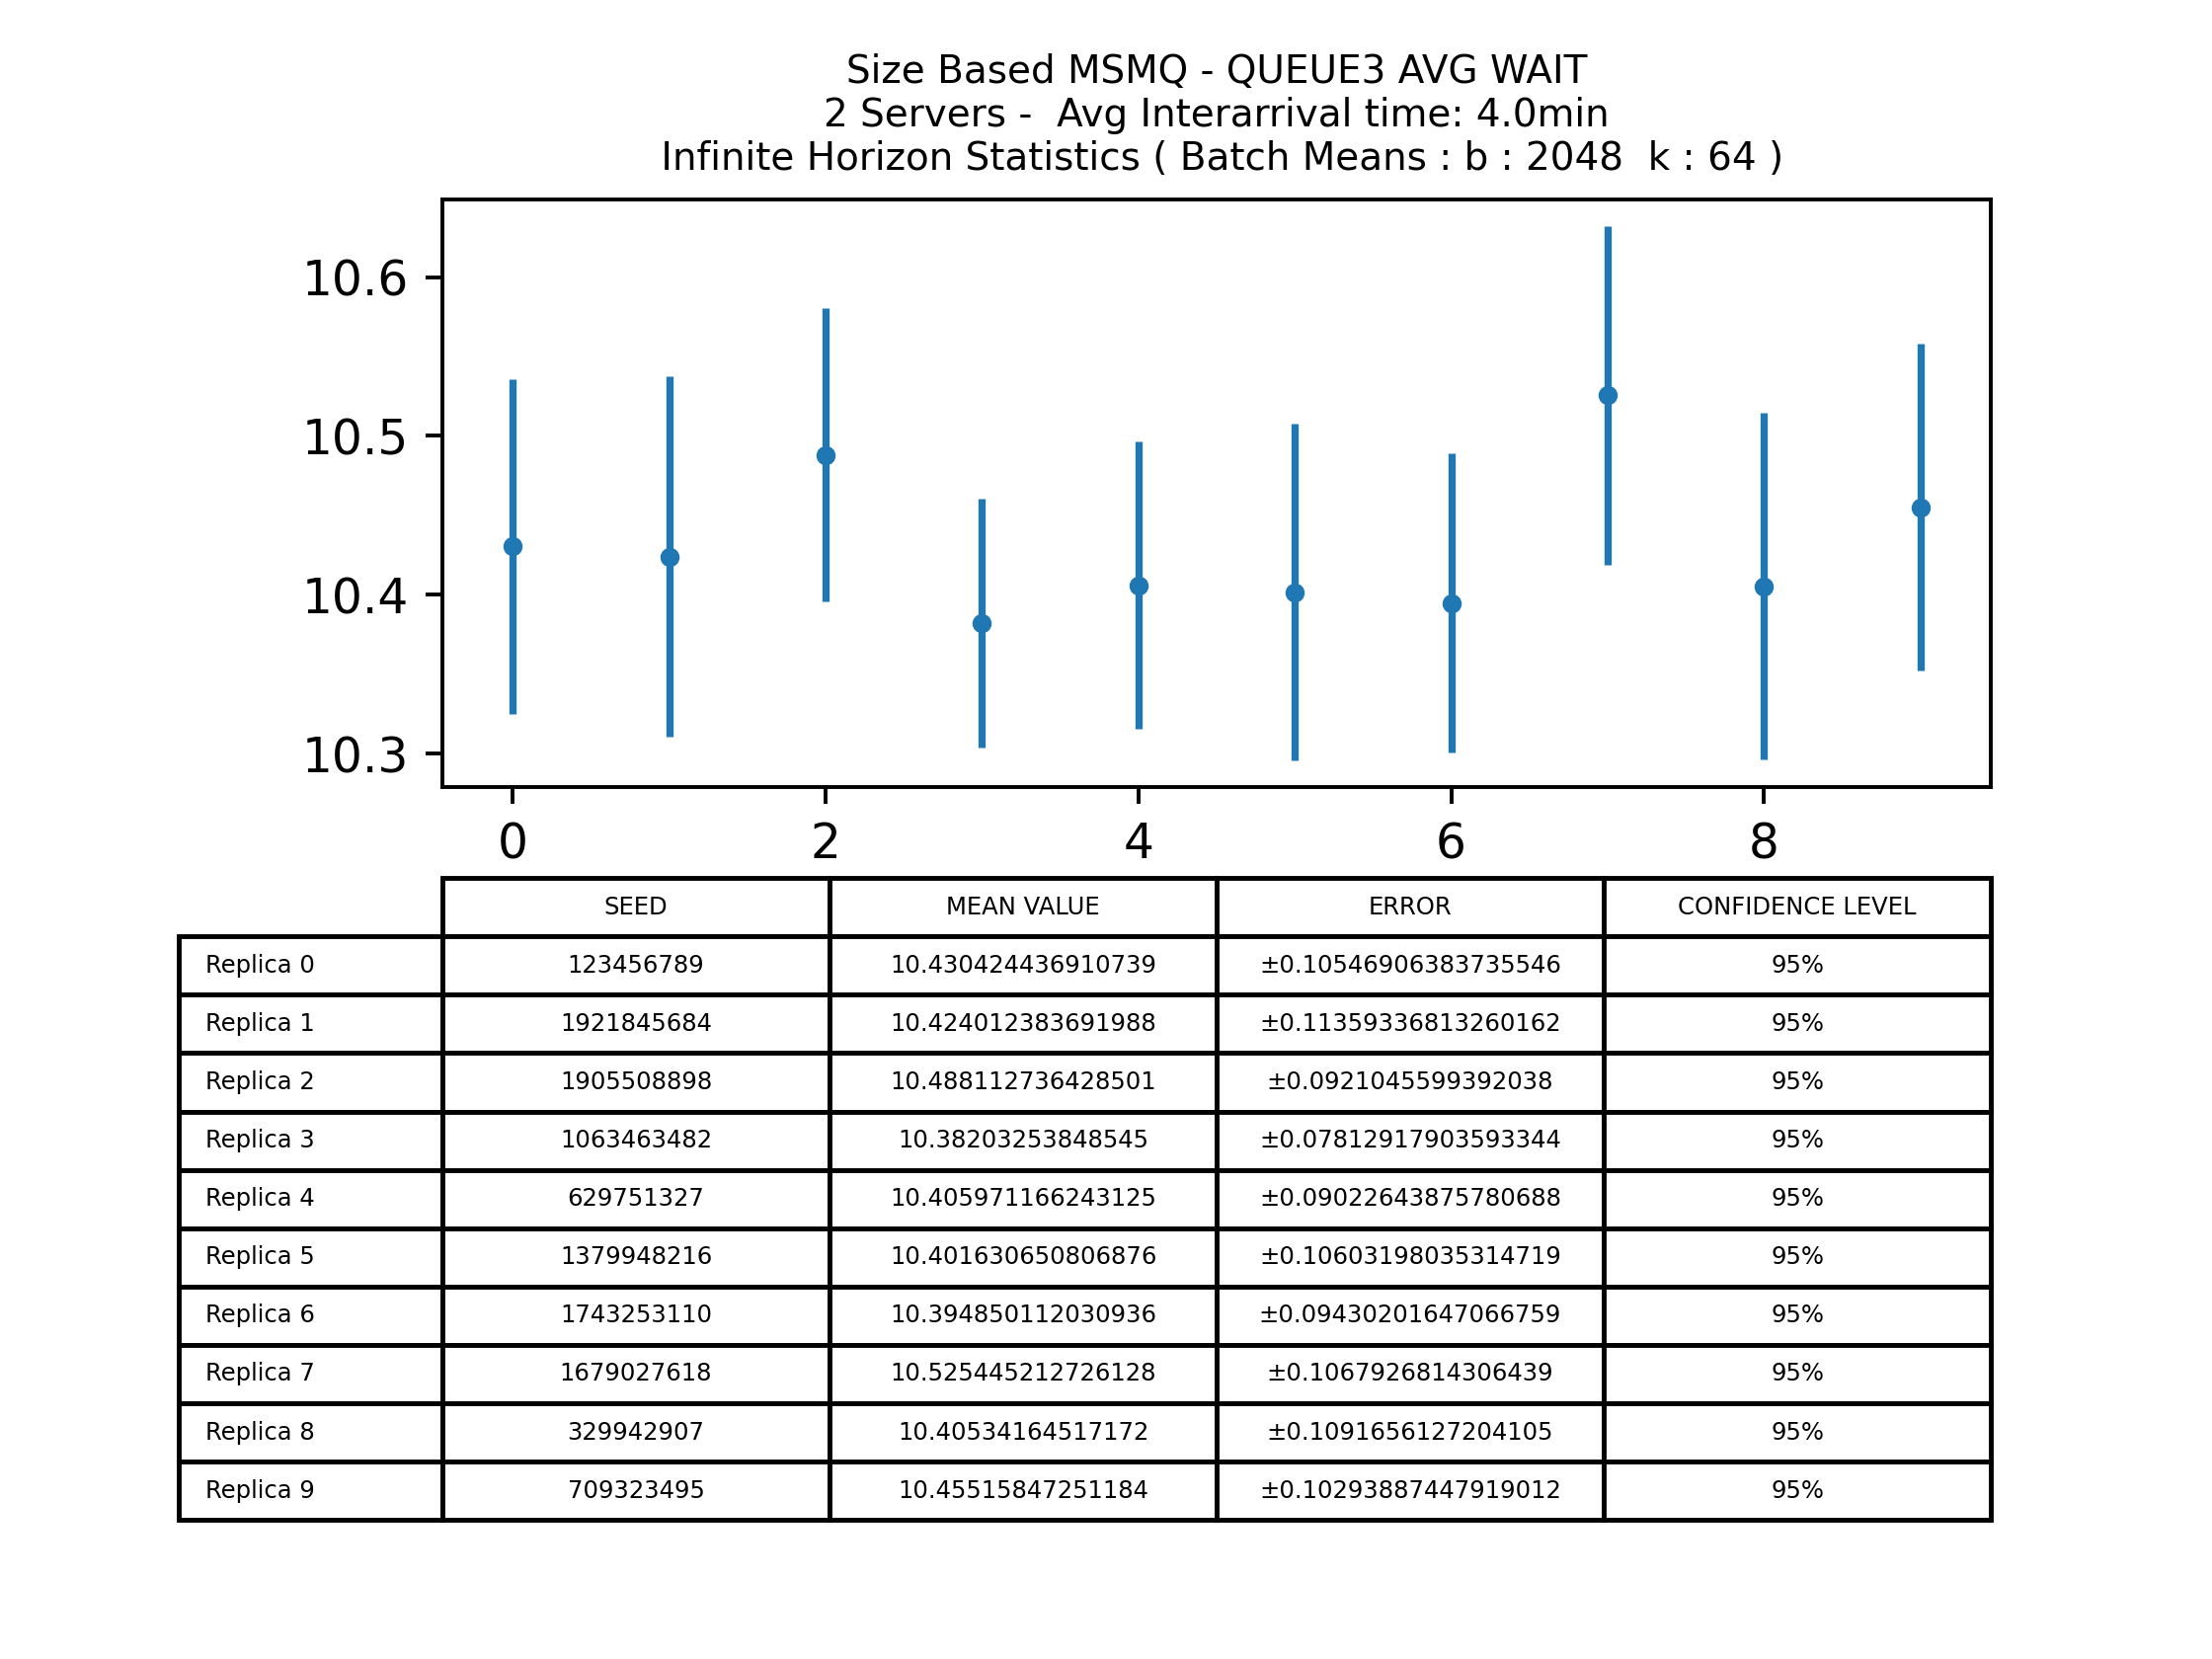 Size Based MSMQ - QUEUE3 AVG WAIT
2 Servers -  Avg Interarrival time: 4.0min
Infinite Horizon Statistics ( Batch Means : b : 2048  k : 64 )
10.6
10.5
10.4
10.3
0 2 4 6 8
SEED MEAN VALUE ERROR CONFIDENCE LEVEL
Replica 0 123456789 10.430424436910739 ±0.10546906383735546 95%
Replica 1 1921845684 10.424012383691988 ±0.11359336813260162 95%
Replica 2 1905508898 10.488112736428501 ±0.0921045599392038 95%
Replica 3 1063463482 10.38203253848545 ±0.07812917903593344 95%
Replica 4 629751327 10.405971166243125 ±0.09022643875780688 95%
Replica 5 1379948216 10.401630650806876 ±0.10603198035314719 95%
Replica 6 1743253110 10.394850112030936 ±0.09430201647066759 95%
Replica 7 1679027618 10.525445212726128 ±0.1067926814306439 95%
Replica 8 329942907 10.40534164517172 ±0.1091656127204105 95%
Replica 9 709323495 10.45515847251184 ±0.10293887447919012 95%